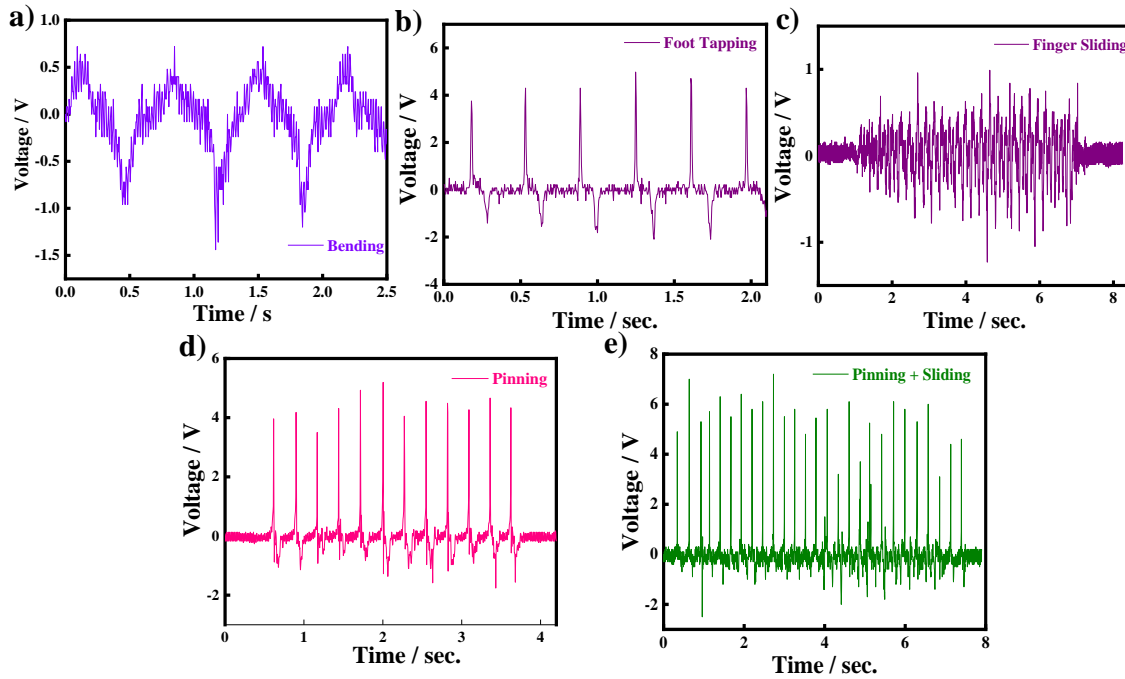 a)
1.0
0.5
0.0
-0.5
-1.0
-1.5
Voltage / V
Bending
0.0 0.5 1.0 1.5 2.0 2.5
Time / s
b)
6
4
2
0
-2
-4
Voltage / V
Foot Tapping
0.0 0.5 1.0 1.5 2.0
Time / sec.
c)
1
0
-1
Voltage / V
Finger Sliding
0 2 4 6 8
Time / sec.
d)
6
4
2
0
-2
Voltage / V
Pinning
0 1 2 3 4
Time / sec.
e)
8
6
4
2
0
-2
Voltage / V
Pinning + Sliding
0 2 4 6 8
Time / sec.